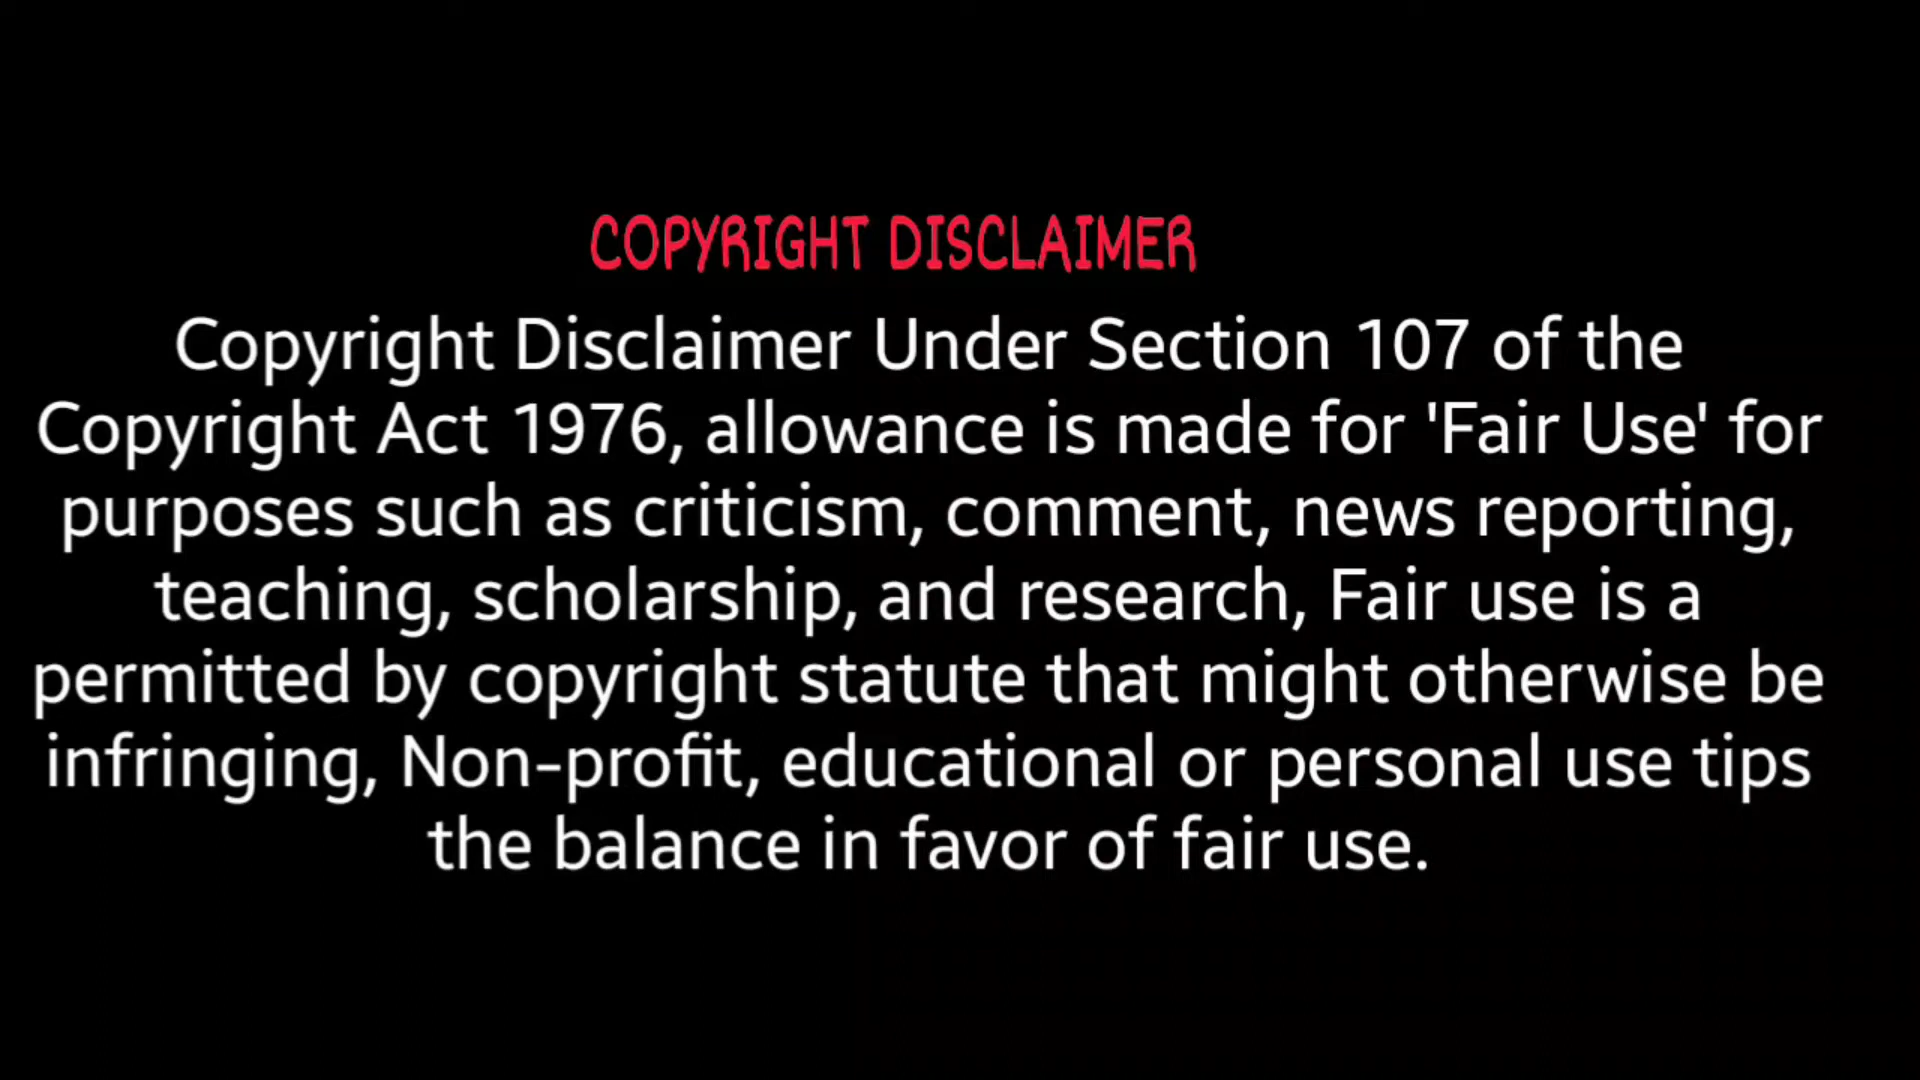 COPYRIGHT DISCLAIMER
Copyright Disclaimer Under Section 107 of the
Copyright Act 1976, allowance is made for 'Fair Use' for
purposes such as criticism, comment, news reporting,
teaching, scholarship, and research, Fair use is a
permitted by copyright statute that might otherwise be
infringing, Non-profit, educational or personal use tips
the balance in favor of fair use.